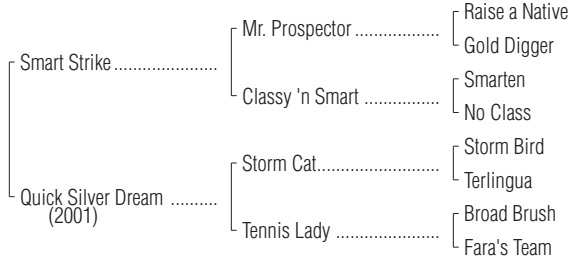 Raise a Native
Mr. Prospector ..................
Gold Digger
Smart Strike ......................
Smarten
Classy 'n Smart ................
No Class
Storm Bird
Storm Cat..........................
Terlingua
Quick Silver Dream ..........
(2001)
Broad Brush
Tennis Lady ......................
Fara's Team